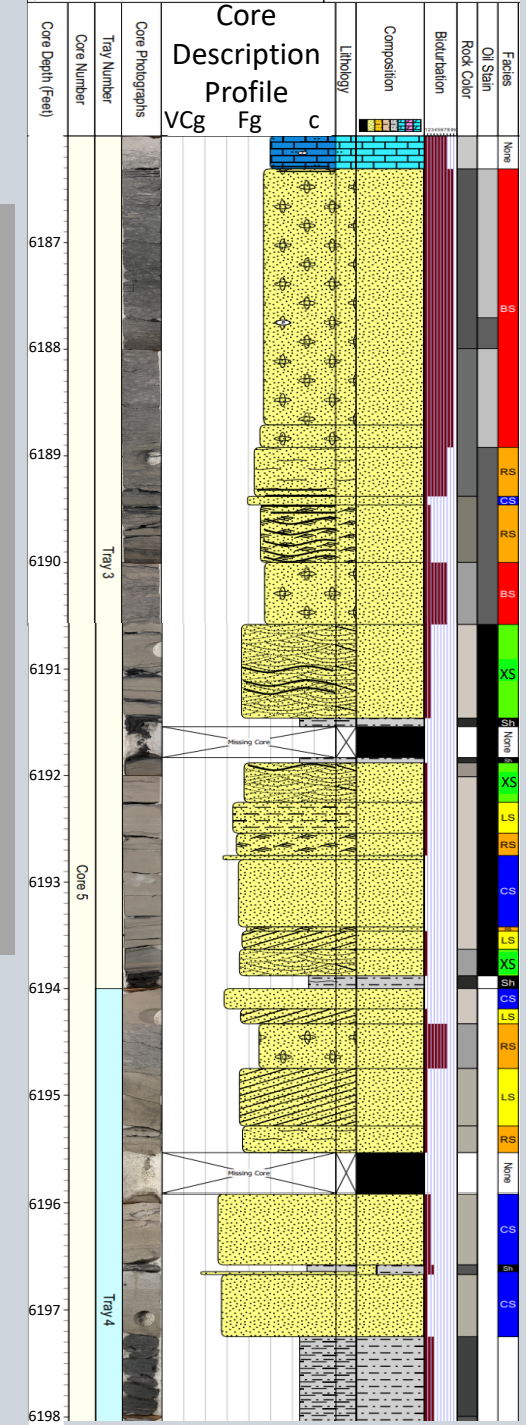 Core
Description
Profile
VCg Fg c
Core Depth (Feet)
Core Number
Tray Number
Core Photographs
Lithology
Composition
Bioturbation
Rock Color
Oil Stain
Facies
None
6187
BS
6188
6189
RS
CS
RS
6190
Tray 3
BS
6191
XS
Sh
Missing Core
None
6192
XS
LS
RS
6193
Core 5
CS
LS
XS
6194
Sh
CS
LS
RS
6195
LS
RS
Missing Core
None
6196
CS
Sh
6197
Tray 4
CS
6198